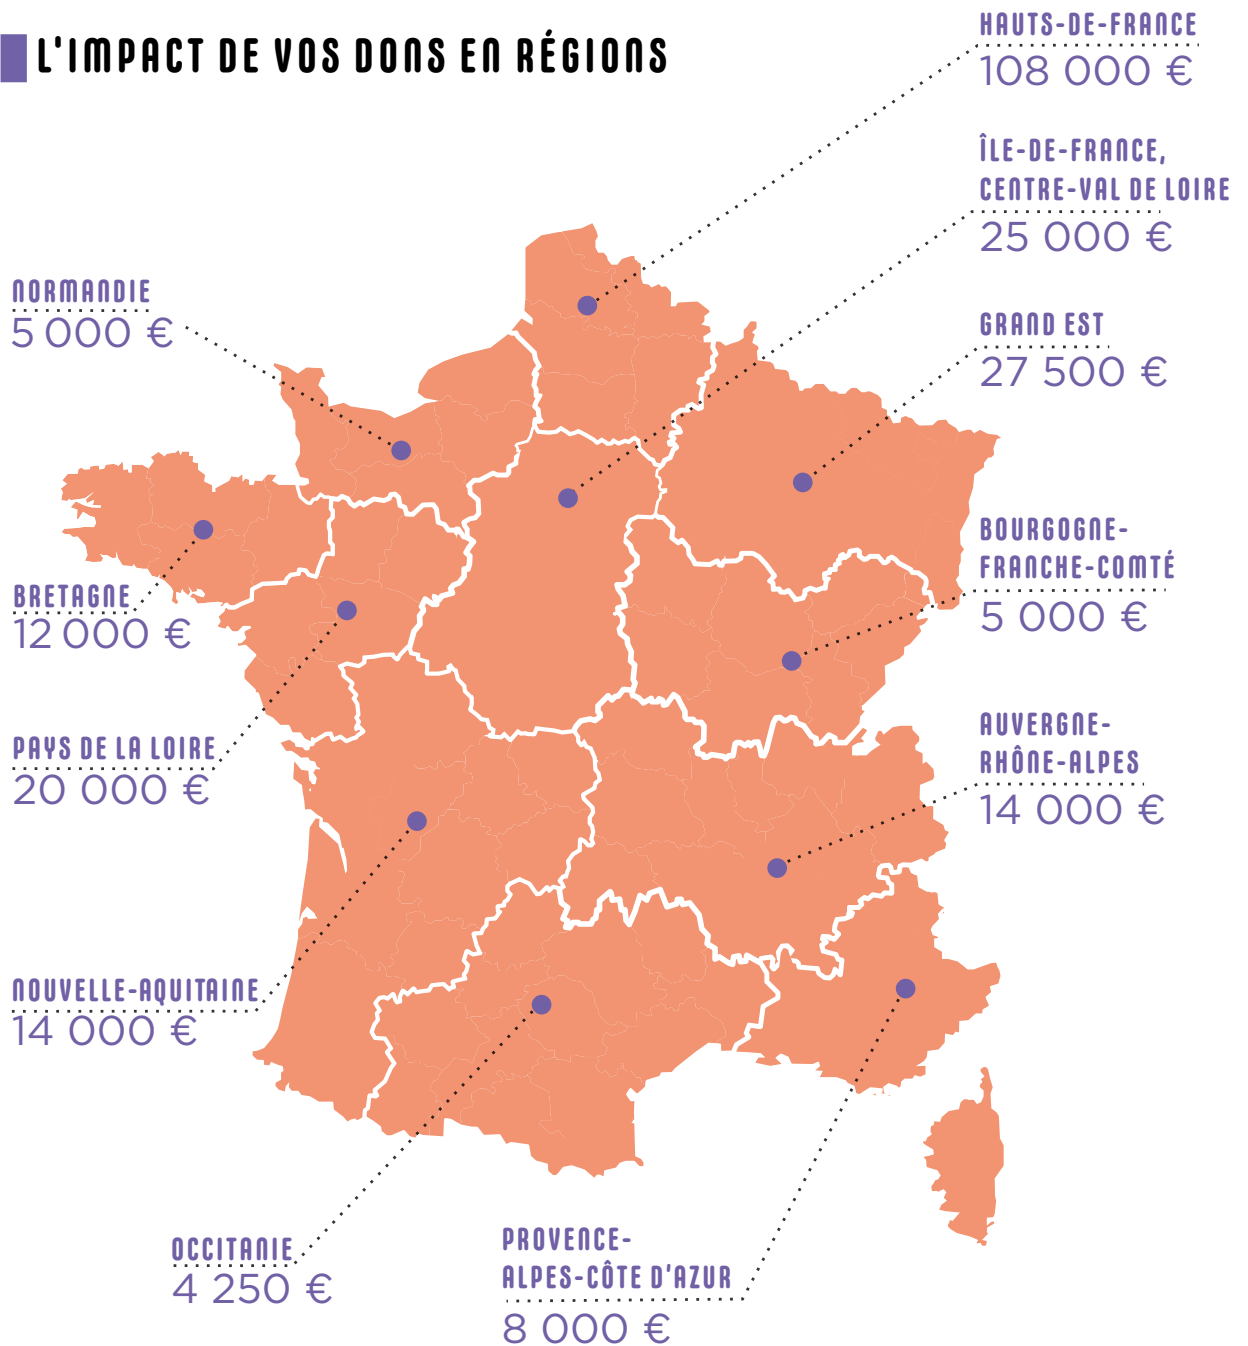 L'IMPACT DE VOS DONS EN RÉGIONS
HAUTS-DE-FRANCE
108 000 €
ÎLE-DE-FRANCE,
CENTRE-VAL DE LOIRE
25 000 €
NORMANDIE
5 000 €
GRAND EST
27 500 €
BOURGOGNE-
FRANCHE-COMTÉ
5 000 €
BRETAGNE
12 000 €
PAYS DE LA LOIRE
20 000 €
AUVERGNE-
RHÔNE-ALPES
14 000 €
NOUVELLE-AQUITAINE
14 000 €
OCCITANIE
4 250 €
PROVENCE-
ALPES-CÔTE D'AZUR
8 000 €